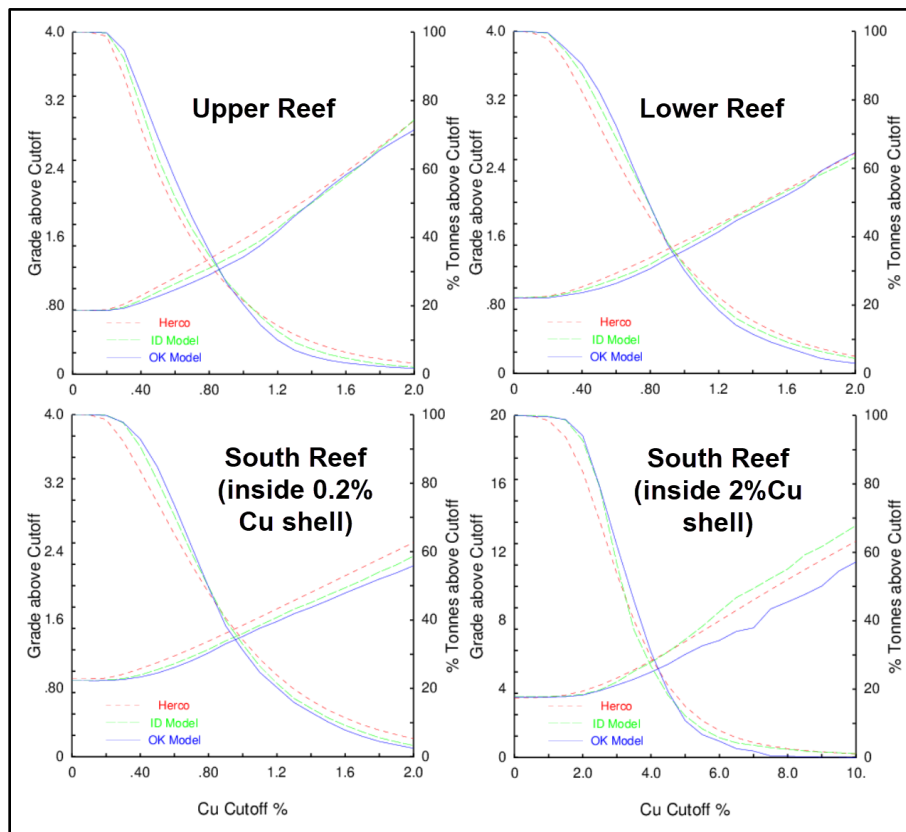 4.0
3.2
2.4
1.6
.80
0
Grade above Cutoff
Upper Reef
Herco
ID Model
OK Model
100
80
60
40
20
0
% Tonnes above Cutoff
0
.40
.80
1.2
1.6
2.0
4.0
3.2
2.4
1.6
.80
0
Grade above Cutoff
Lower Reef
Herco
ID Model
OK Model
100
80
60
40
20
0
% Tonnes above Cutoff
0
.40
.80
1.2
1.6
2.0
4.0
3.2
2.4
1.6
.80
0
Grade above Cutoff
South Reef
(inside 0.2%
Cu shell)
Herco
ID Model
OK Model
100
80
60
40
20
0
% Tonnes above Cutoff
0
.40
.80
1.2
1.6
2.0
Cu Cutoff %
20
16
12
8
4
0
Grade above Cutoff
South Reef
(inside 2%Cu
shell)
Herco
ID Model
OK Model
100
80
60
40
20
0
% Tonnes above Cutoff
0
2.0
4.0
6.0
8.0
10.
Cu Cutoff %